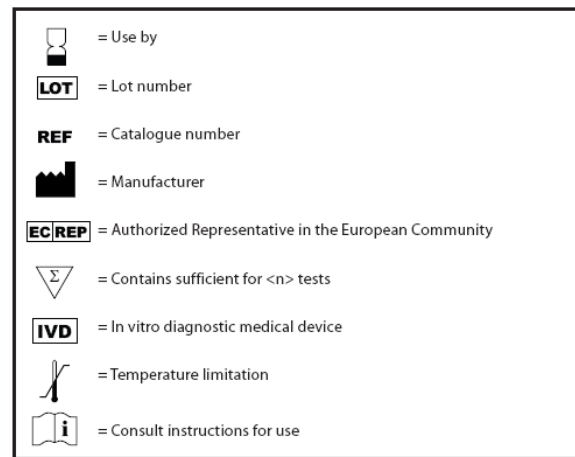 = Use by
LOT = Lot number
REF = Catalogue number
= Manufacturer
EC REP = Authorized Representative in the European Community
Σ = Contains sufficient for <n> tests
IVD = In vitro diagnostic medical device
= Temperature limitation
i = Consult instructions for use